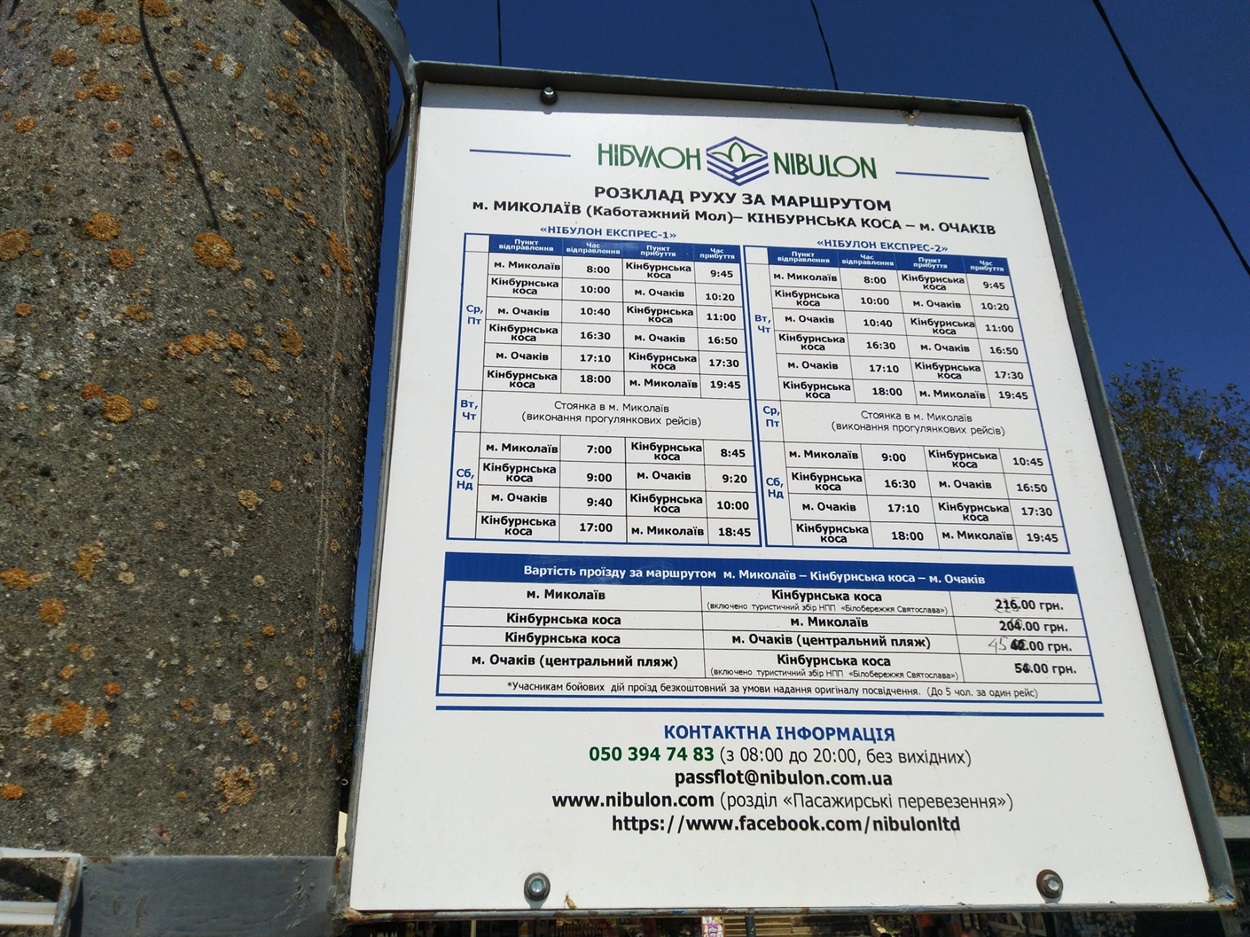 НІБУЛОН NIBULON
РОЗКЛАД РУХУ ЗА МАРШРУТОМ
м. МИКОЛАЇВ (Каботажний Мол)– КІНБУРНСЬКА КОСА – м. ОЧАКІВ
«НІБУЛОН ЕКСПРЕС-1»
Пункт відправлення Час відправлення Пункт прибуття Час прибуття
Ср, Пт
м. Миколаїв 8:00 Кінбурнська коса 9:45
Кінбурнська коса 10:00 м. Очаків 10:20
м. Очаків 10:40 Кінбурнська коса 11:00
Кінбурнська коса 16:30 м. Очаків 16:50
м. Очаків 17:10 Кінбурнська коса 17:30
Кінбурнська коса 18:00 м. Миколаїв 19:45
Вт, Чт
Стоянка в м. Миколаїв
(виконання прогулянкових рейсів)
Сб, Нд
м. Миколаїв 7:00 Кінбурнська коса 8:45
Кінбурнська коса 9:00 м. Очаків 9:20
м. Очаків 9:40 Кінбурнська коса 10:00
Кінбурнська коса 17:00 м. Миколаїв 18:45
«НІБУЛОН ЕКСПРЕС-2»
Пункт відправлення Час відправлення Пункт прибуття Час прибуття
Вт, Чт
м. Миколаїв 8:00 Кінбурнська коса 9:45
Кінбурнська коса 10:00 м. Очаків 10:20
м. Очаків 10:40 Кінбурнська коса 11:00
Кінбурнська коса 16:30 м. Очаків 16:50
м. Очаків 17:10 Кінбурнська коса 17:30
Кінбурнська коса 18:00 м. Миколаїв 19:45
Ср, Пт
Стоянка в м. Миколаїв
(виконання прогулянкових рейсів)
Сб, Нд
м. Миколаїв 9:00 Кінбурнська коса 10:45
Кінбурнська коса 16:30 м. Очаків 16:50
м. Очаків 17:10 Кінбурнська коса 17:30
Кінбурнська коса 18:00 м. Миколаїв 19:45
Вартість проїзду за маршрутом м. Миколаїв – Кінбурнська коса – м. Очаків
м. Миколаїв Кінбурнська коса 216.00 грн.
(включено туристичний збір НПП «Білобережжя Святослава»)
Кінбурнська коса м. Миколаїв 204.00 грн.
Кінбурнська коса м. Очаків (центральний пляж) грн.
м. Очаків (центральний пляж) Кінбурнська коса грн.
(включено туристичний збір НПП «Білобережжя Святослава»)
*Учасникам бойових дій проїзд безкоштовний за умови надання оригіналу посвідчення. (До 5 чол. за один рейс)
КОНТАКТНА ІНФОРМАЦІЯ
050 394 74 83 (з 08:00 до 20:00, без вихідних)
passflot@nibulon.com.ua
www.nibulon.com (розділ «Пасажирські перевезення»)
https://www.facebook.com/nibulonltd